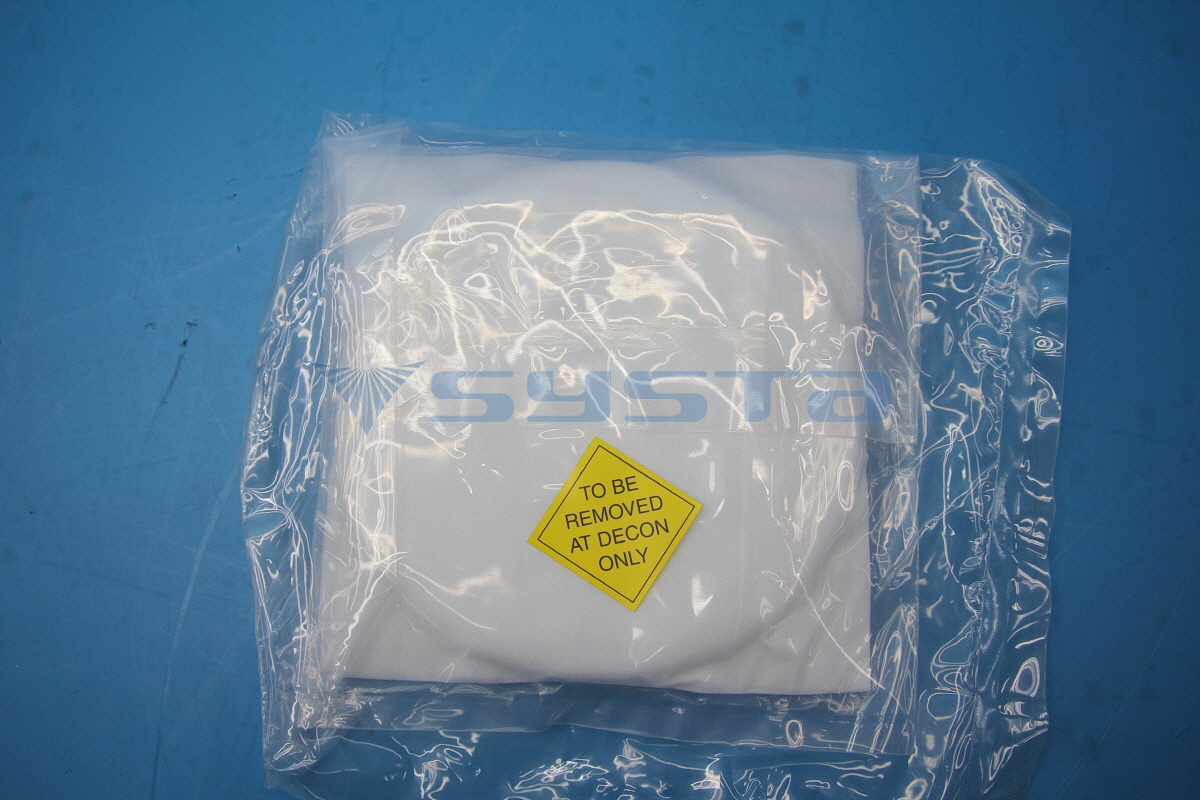 systa
TO BE
REMOVED
AT DECON
ONLY